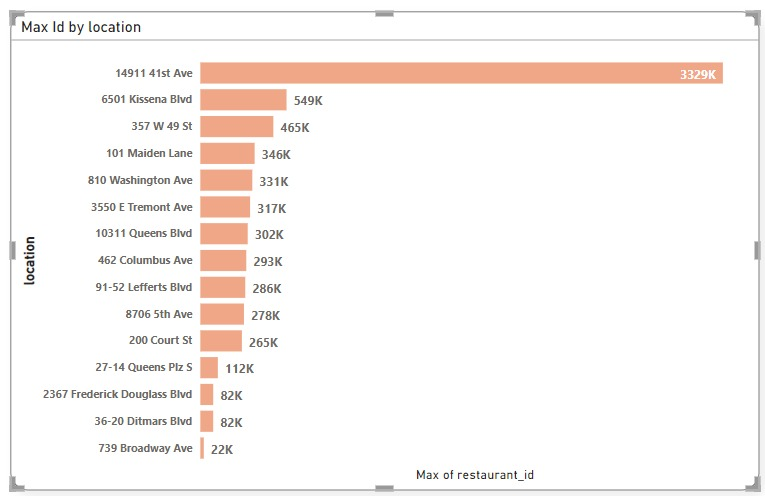 Max Id by location
14911 41st Ave 3329K
6501 Kissena Blvd 549K
357 W 49 St 465K
101 Maiden Lane 346K
810 Washington Ave 331K
3550 E Tremont Ave 317K
10311 Queens Blvd 302K
462 Columbus Ave 293K
91-52 Lefferts Blvd 286K
8706 5th Ave 278K
200 Court St 265K
27-14 Queens Plz S 112K
2367 Frederick Douglass Blvd 82K
36-20 Ditmars Blvd 82K
739 Broadway Ave 22K
location
Max of restaurant_id